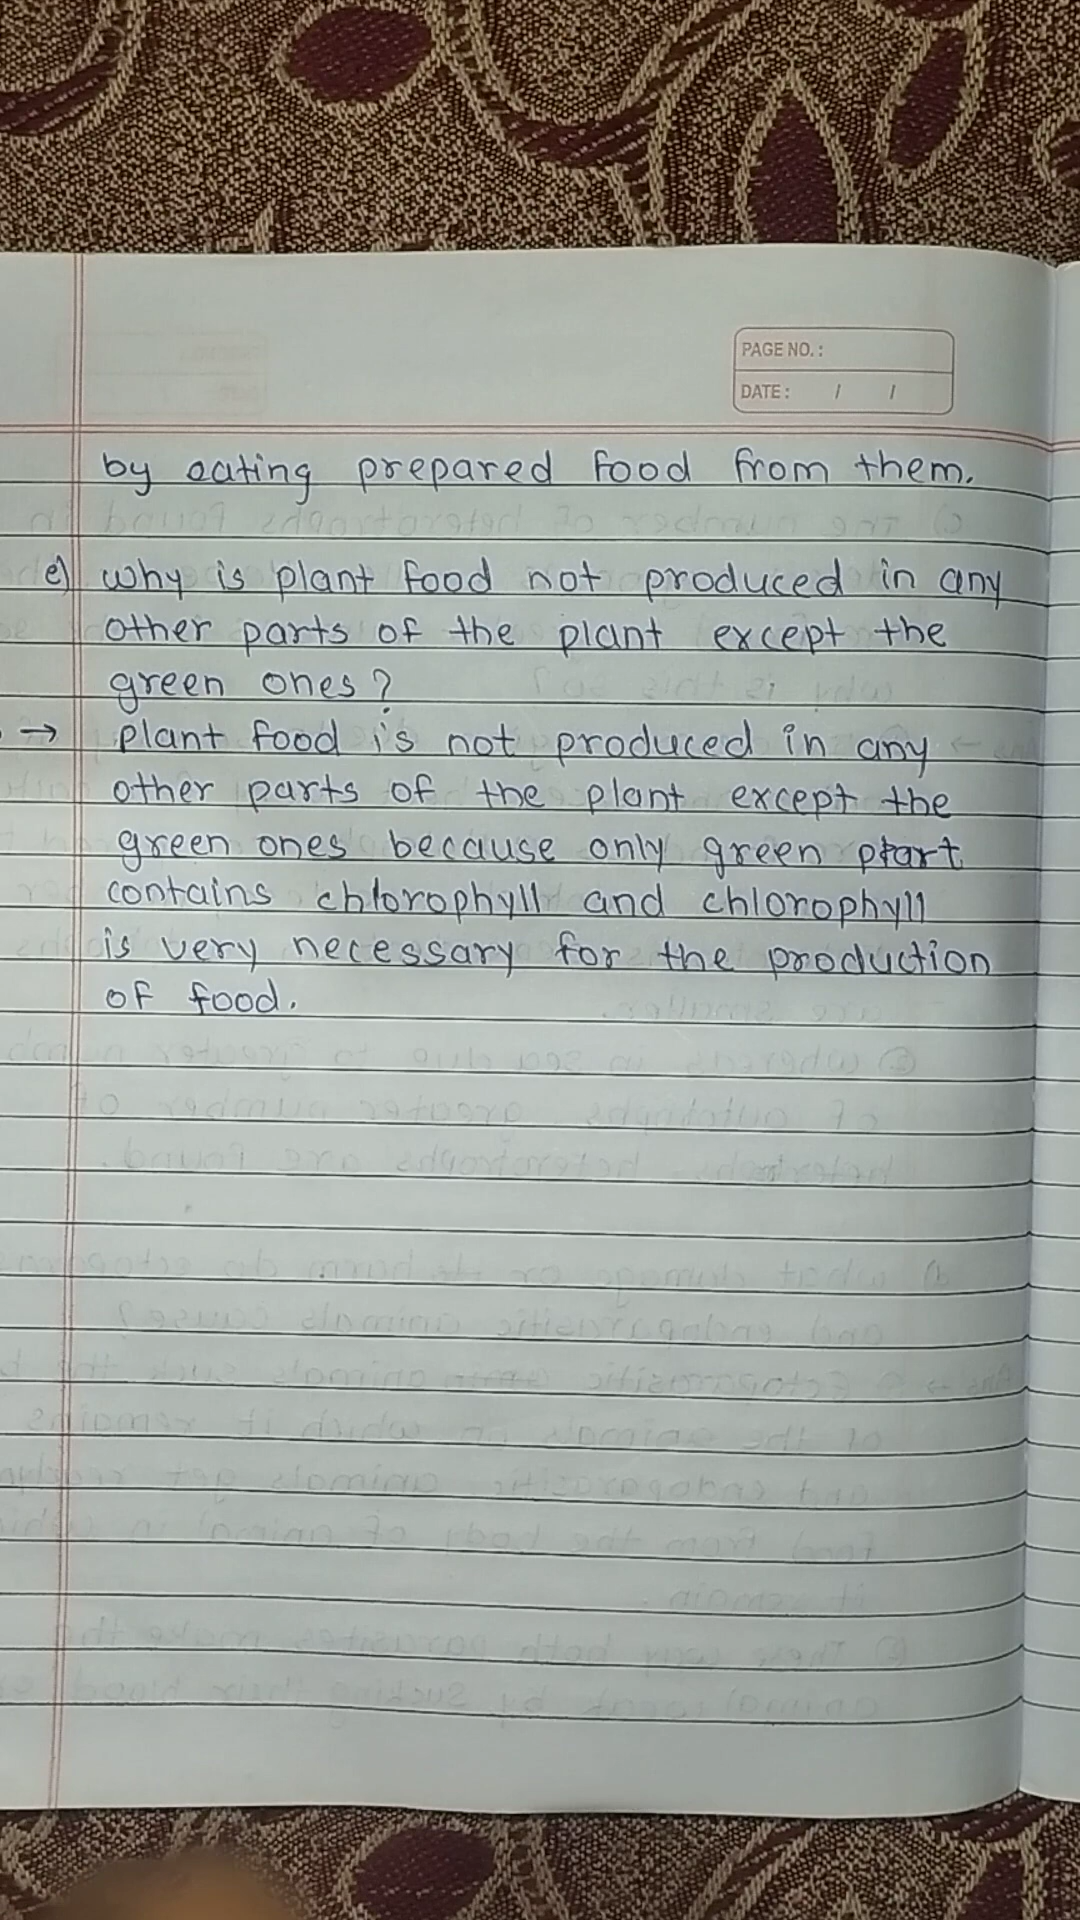 PAGE NO. :
DATE : / /
by eating prepared food from them.
e) why is plant food not produced in any
other parts of the plant except the
green ones?
→ plant food is not produced in any
other parts of the plant except the
green ones because only green part
contains chlorophyll and chlorophyll
is very necessary for the production
of food.